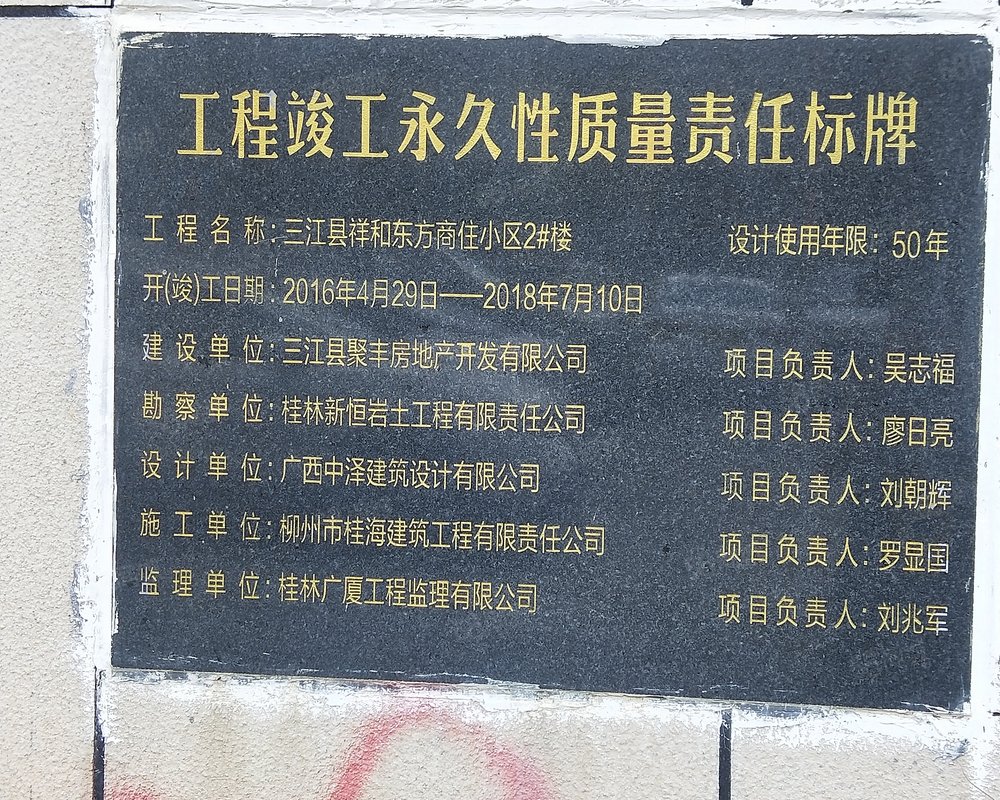 工程竣工永久性质量责任标牌
工程名称：三江县祥和东方商住小区2#楼 设计使用年限：50年
开(竣)工日期：2016年4月29日——2018年7月10日
建设单位：三江县聚丰房地产开发有限公司 项目负责人：吴志福
勘察单位：桂林新恒岩土工程有限责任公司 项目负责人：廖日亮
设计单位：广西中泽建筑设计有限公司 项目负责人：刘朝辉
施工单位：柳州市桂海建筑工程有限责任公司 项目负责人：罗显国
监理单位：桂林广厦工程监理有限公司 项目负责人：刘兆军